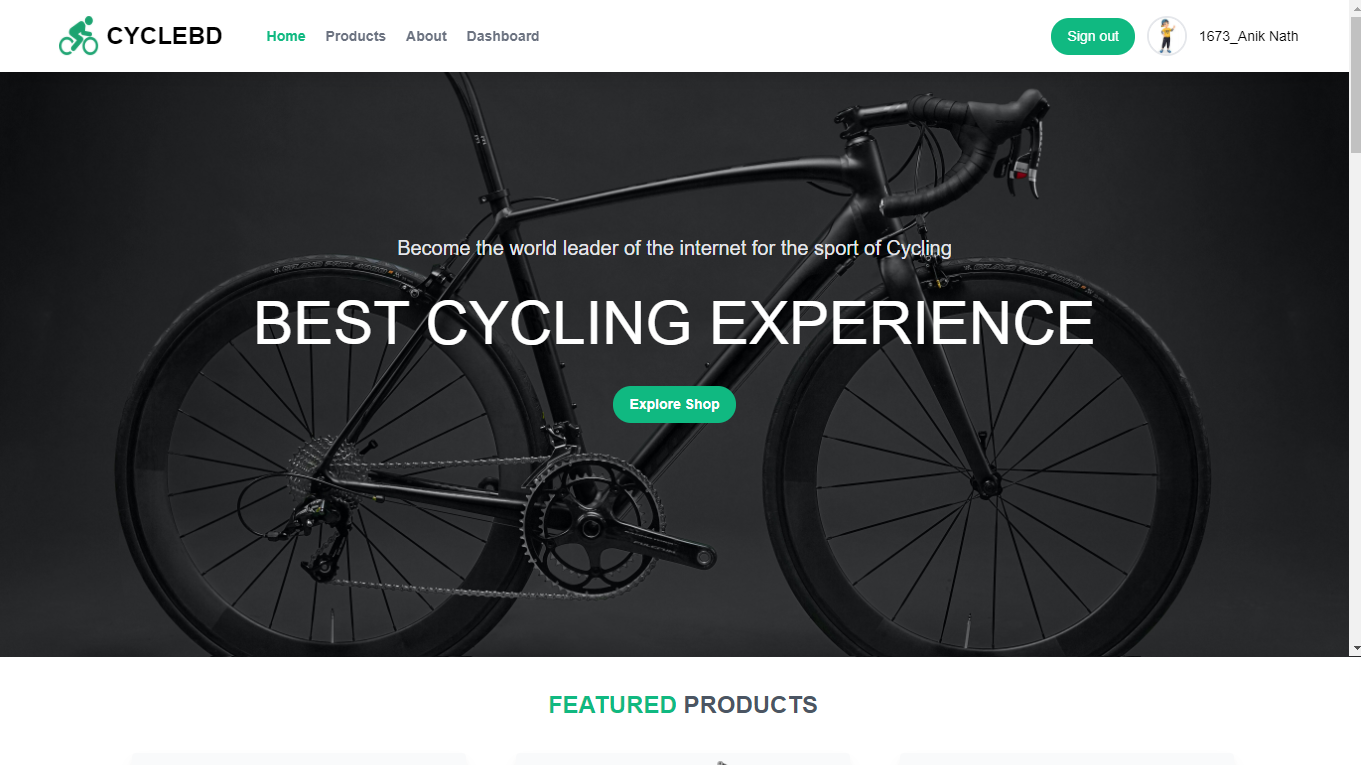 CYCLEBD
Home Products About Dashboard
Sign out
1673_Anik Nath
Become the world leader of the internet for the sport of Cycling
BEST CYCLING EXPERIENCE
Explore Shop
FEATURED PRODUCTS